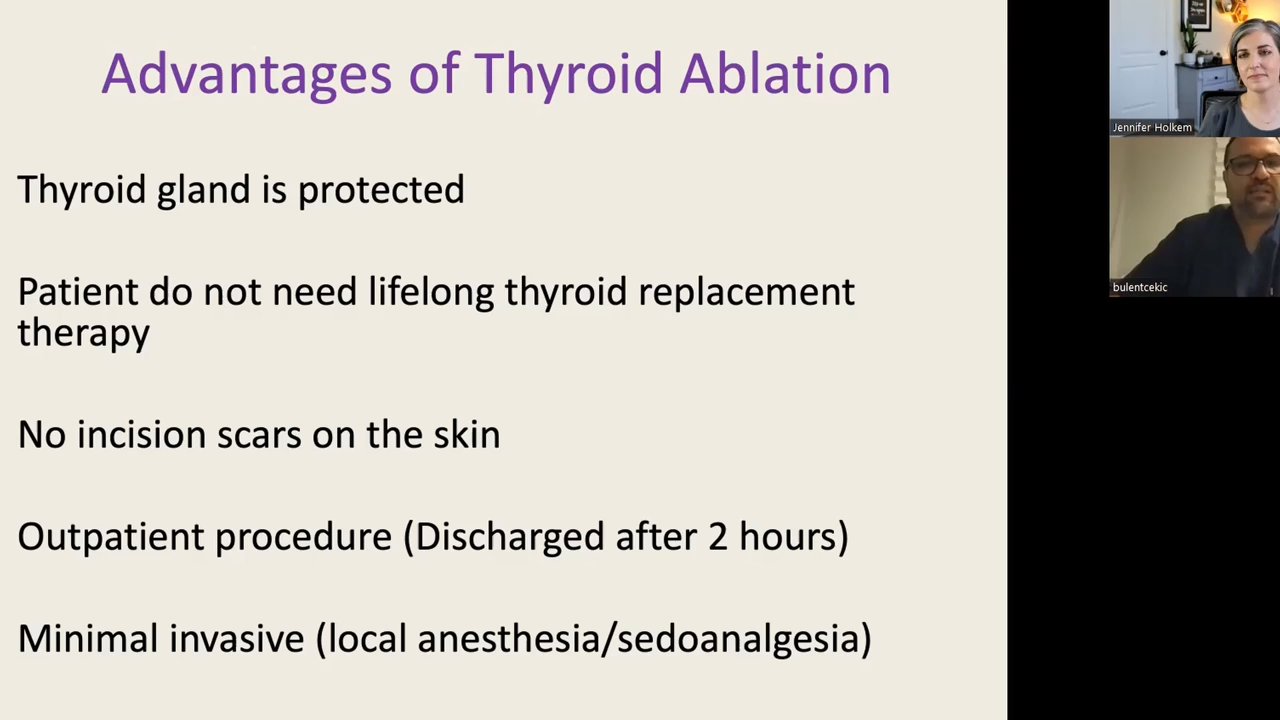 Advantages of Thyroid Ablation
Thyroid gland is protected
Patient do not need lifelong thyroid replacement
therapy
No incision scars on the skin
Outpatient procedure (Discharged after 2 hours)
Minimal invasive (local anesthesia/sedoanalgesia)
Jennifer Holkem
bulentcekic